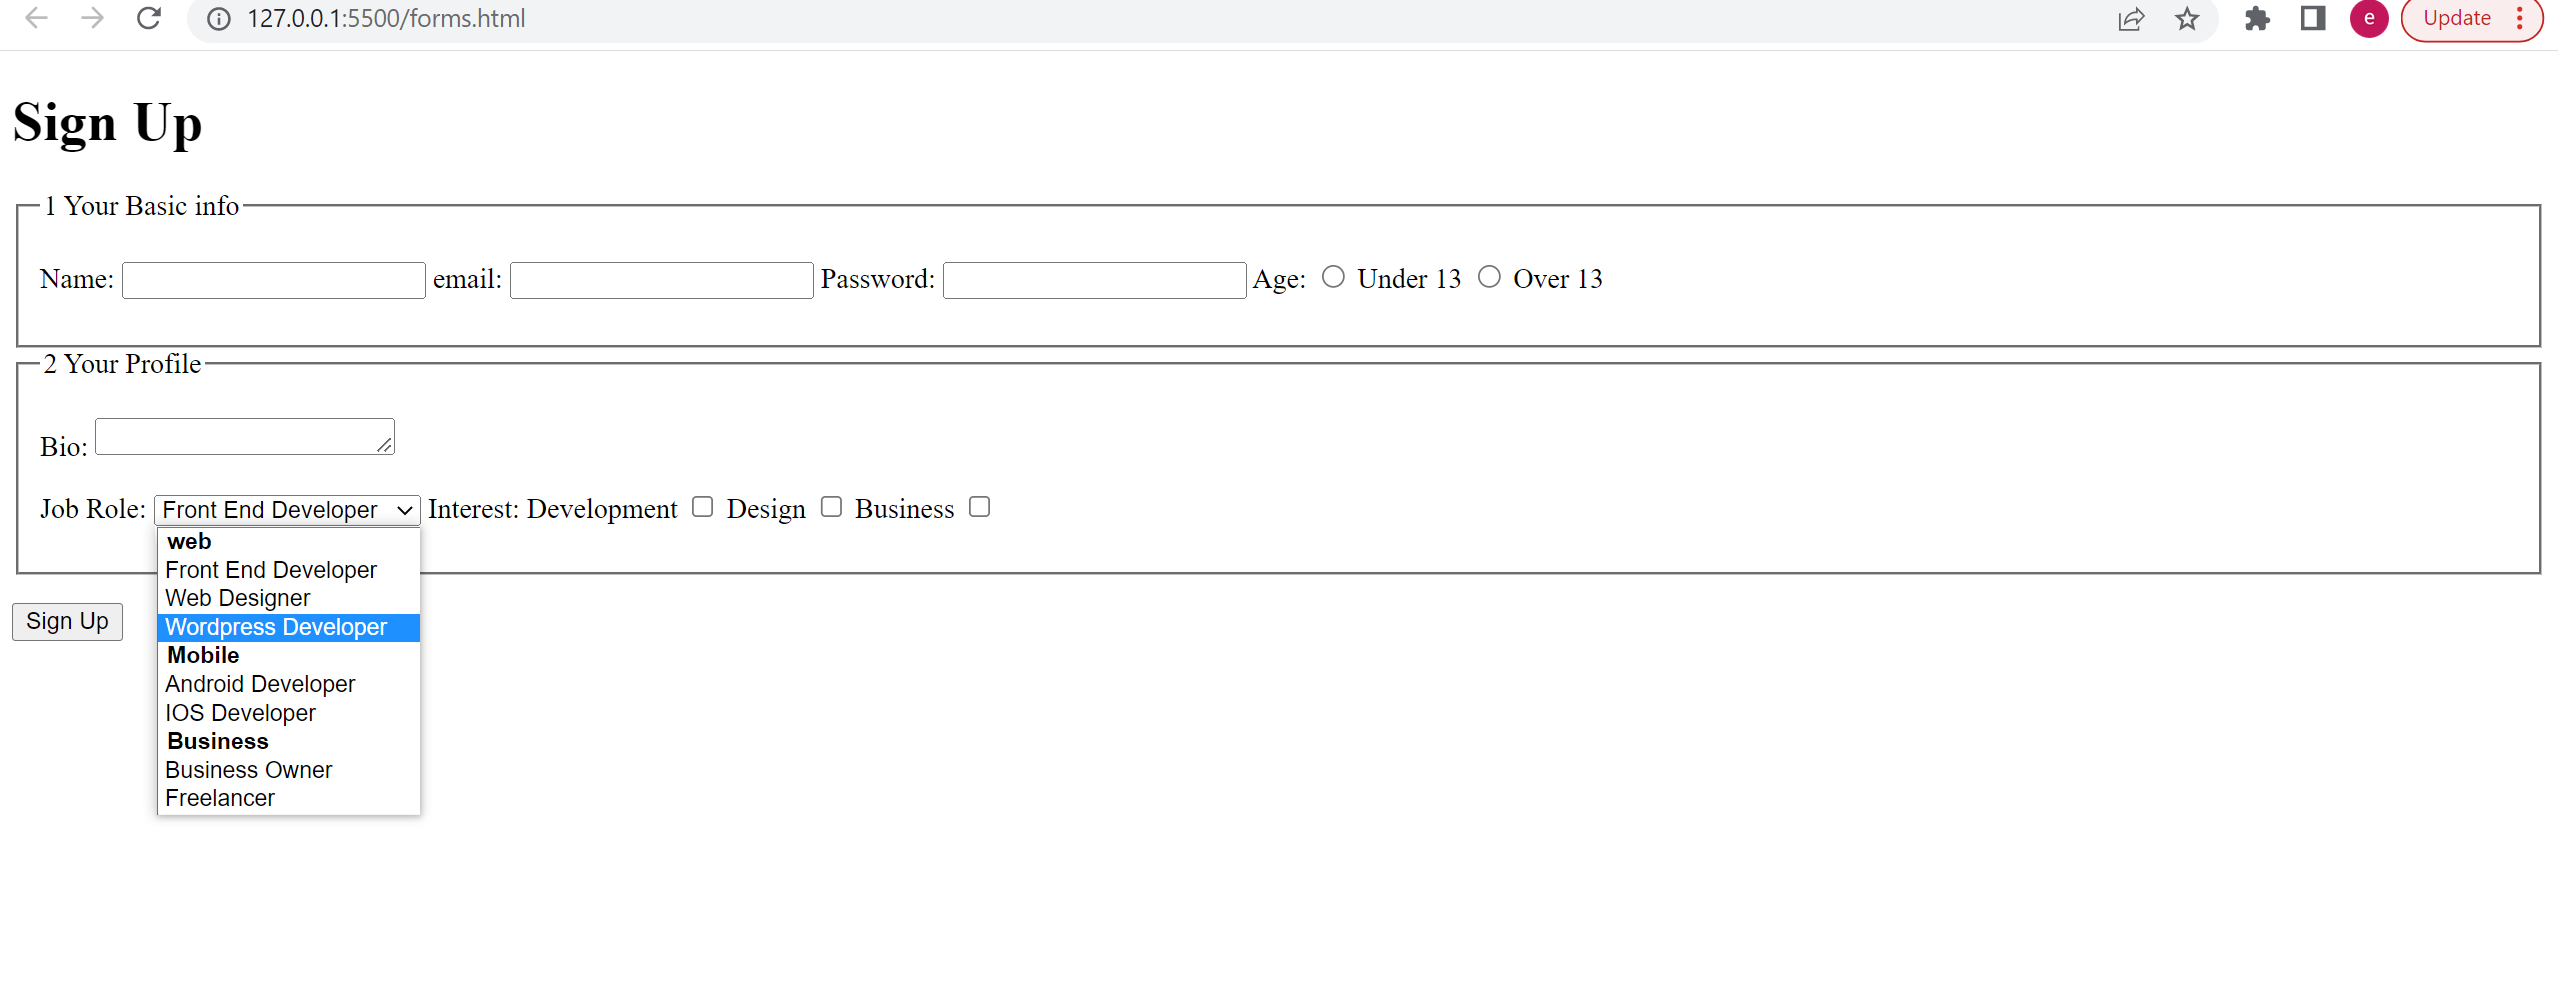 127.0.0.1:5500/forms.html
e
Update
Sign Up
1 Your Basic info
Name: email: Password: Age: Under 13 Over 13
2 Your Profile
Bio:
Job Role: Front End Developer Interest: Development Design Business
web
Front End Developer
Web Designer
Wordpress Developer
Mobile
Android Developer
IOS Developer
Business
Business Owner
Freelancer
Sign Up